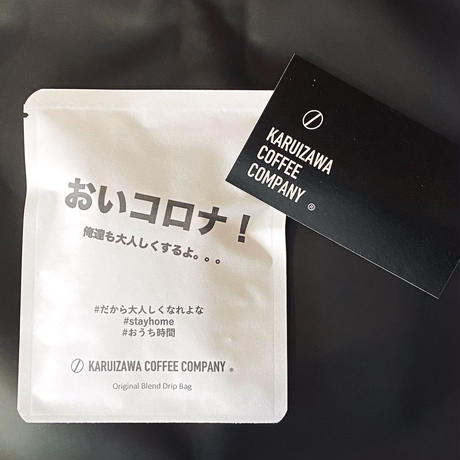 おいコロナ！
俺達も大人しくするよ。。。
#だから大人しくなれよな
#stayhome
#おうち時間
KARUIZAWA COFFEE COMPANY ®
Original Blend Drip Bag
KARUIZAWA
COFFEE
COMPANY ®